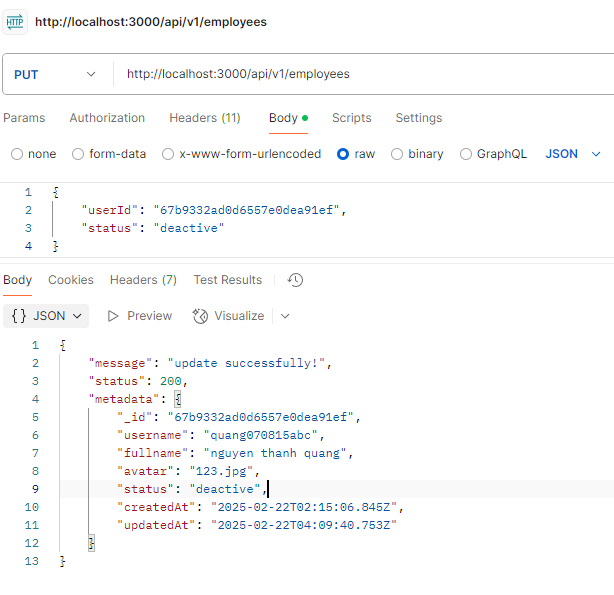 HTTP http://localhost:3000/api/v1/employees
PUT http://localhost:3000/api/v1/employees
Params Authorization Headers (11) Body Scripts Settings
none form-data x-www-form-urlencoded raw binary GraphQL JSON
1 {
2 "userId": "67b9332ad0d6557e0dea91ef",
3 "status": "deactive"
4 }
Body Cookies Headers (7) Test Results
{} JSON Preview Visualize
1 {
2 "message": "update successfully!",
3 "status": 200,
4 "metadata": {
5 "_id": "67b9332ad0d6557e0dea91ef",
6 "username": "quang070815abc",
7 "fullname": "nguyen thanh quang",
8 "avatar": "123.jpg",
9 "status": "deactive",
10 "createdAt": "2025-02-22T02:15:06.845Z",
11 "updatedAt": "2025-02-22T04:09:40.753Z"
12 }
13 }